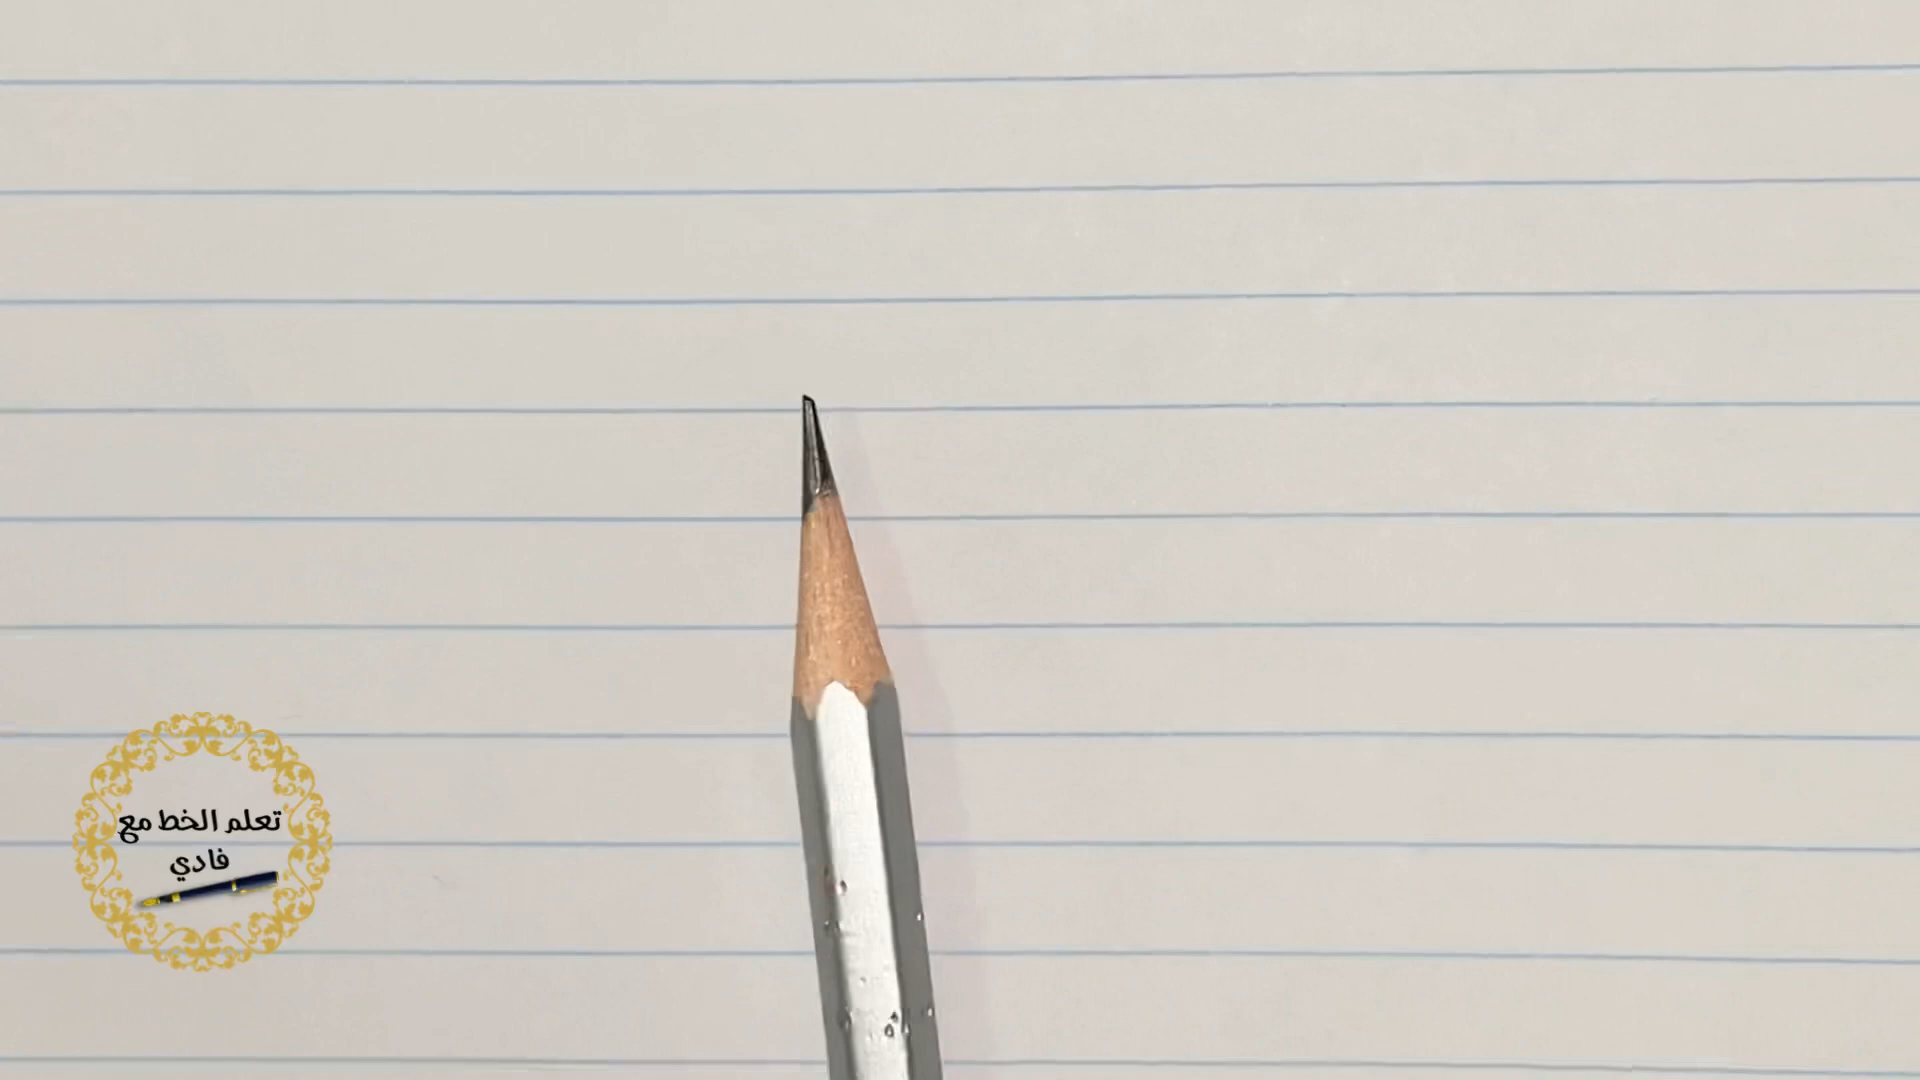 تعلم الخط مع
فادي